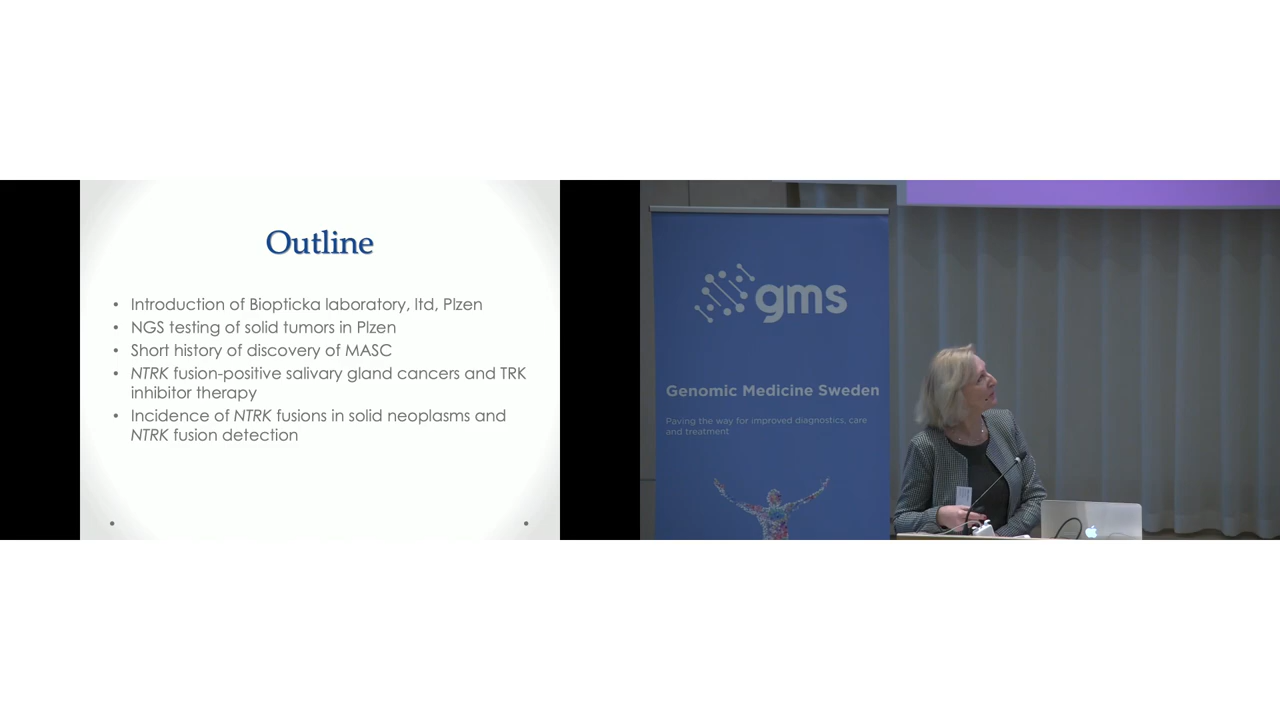 Outline
• Introduction of Biopticka laboratory, ltd, Plzen
• NGS testing of solid tumors in Plzen
• Short history of discovery of MASC
• NTRK fusion-positive salivary gland cancers and TRK
inhibitor therapy
• Incidence of NTRK fusions in solid neoplasms and
NTRK fusion detection
gms
Genomic Medicine Sweden
Paving the way for improved diagnostics, care
and treatment